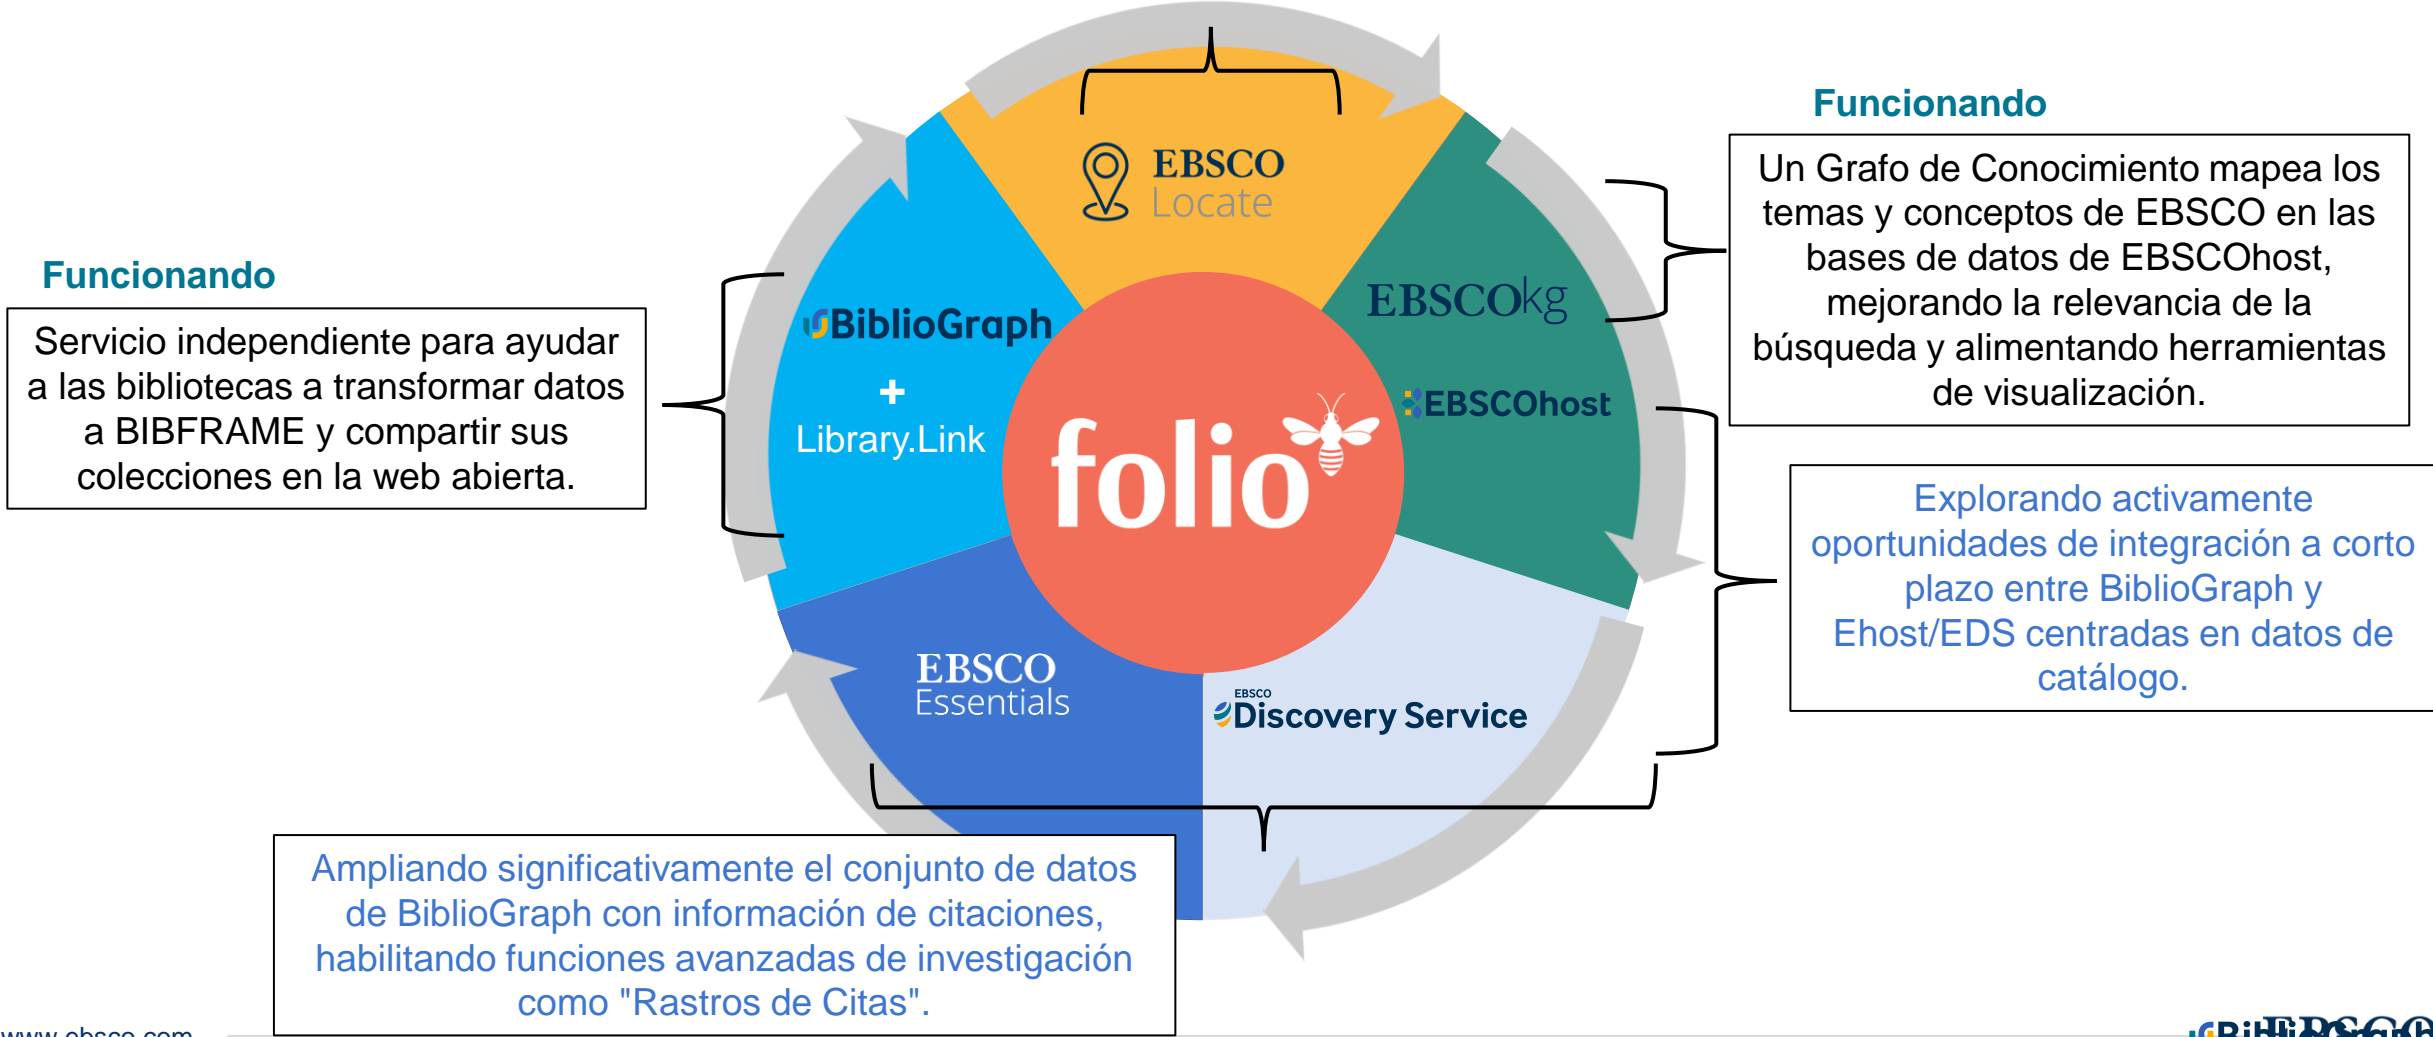 Funcionando
Servicio independiente para ayudar
a las bibliotecas a transformar datos
a BIBFRAME y compartir sus
colecciones en la web abierta.
EBSCO
Locate
BiblioGraph
+
Library.Link
folio
EBSCOkg
EBSCOhost
EBSCO
Essentials
EBSCO
Discovery Service
Funcionando
Un Grafo de Conocimiento mapea los
temas y conceptos de EBSCO en las
bases de datos de EBSCOhost,
mejorando la relevancia de la
búsqueda y alimentando herramientas
de visualización.
Explorando activamente
oportunidades de integración a corto
plazo entre BiblioGraph y
Ehost/EDS centradas en datos de
catálogo.
Ampliando significativamente el conjunto de datos
de BiblioGraph con información de citaciones,
habilitando funciones avanzadas de investigación
como "Rastros de Citas".
www.ebsco.com